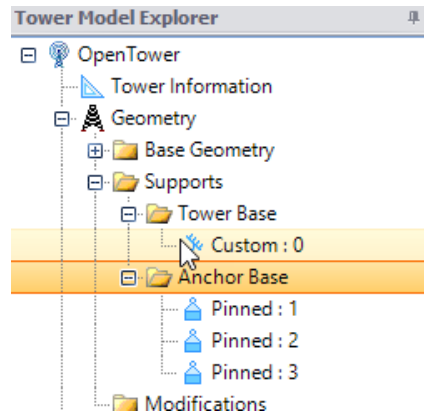 Tower Model Explorer
OpenTower
Tower Information
Geometry
Base Geometry
Supports
Tower Base
Custom : 0
Anchor Base
Pinned : 1
Pinned : 2
Pinned : 3
Modifications